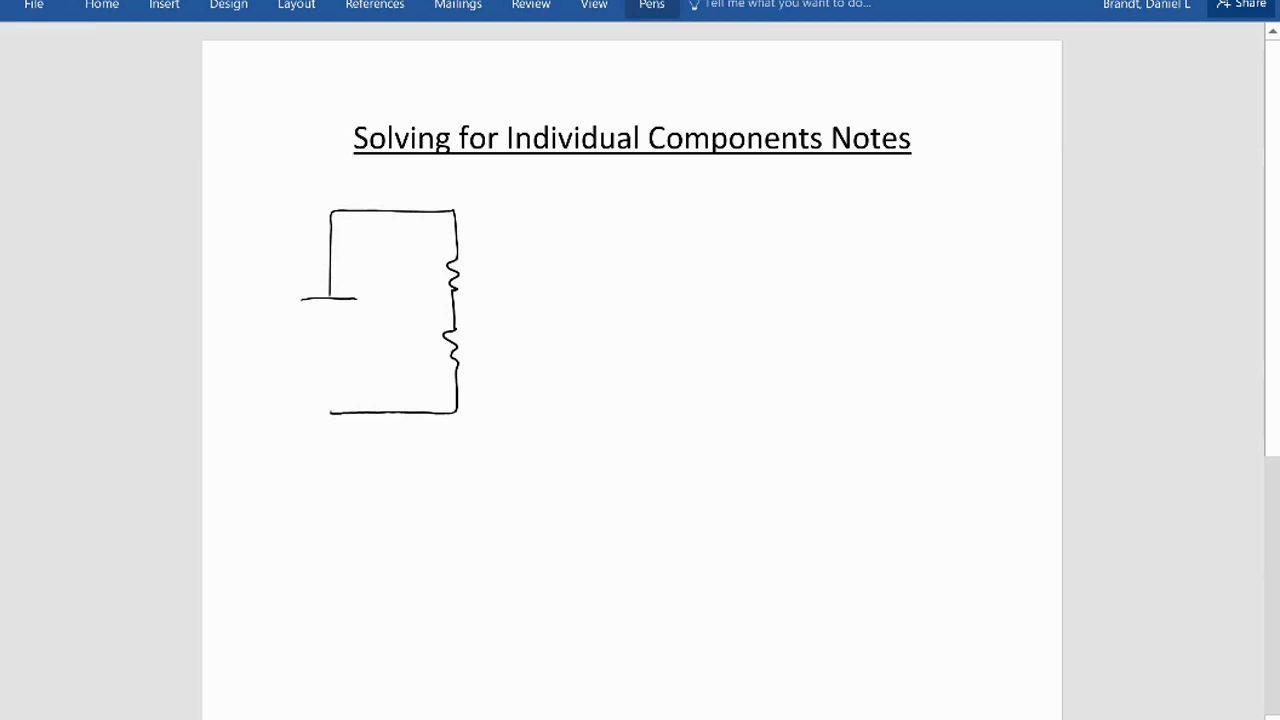 File Home Insert Design Layout References Mailings Review View Pens Tell me what you want to do... Brandt, Daniel L Share
Solving for Individual Components Notes